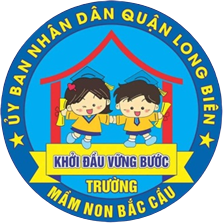 ỦY BAN NHÂN DÂN QUẬN LONG BIÊN
KHỞI ĐẦU VỮNG BƯỚC
TRƯỜNG
MẦM NON BẮC CẦU